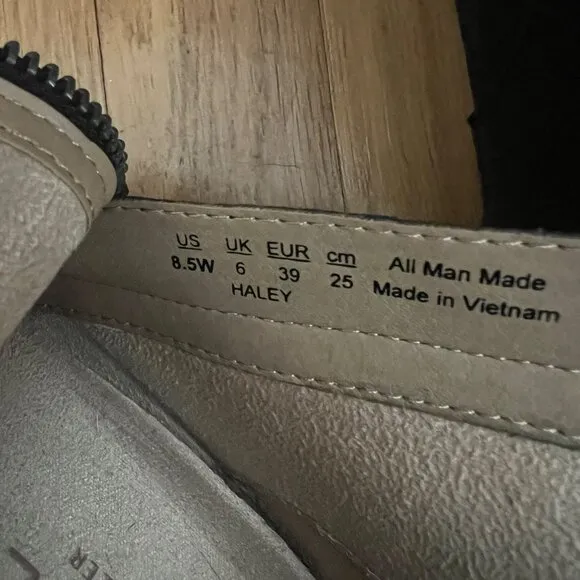 US UK EUR cm
8.5W 6 39 25
HALEY
All Man Made
Made in Vietnam